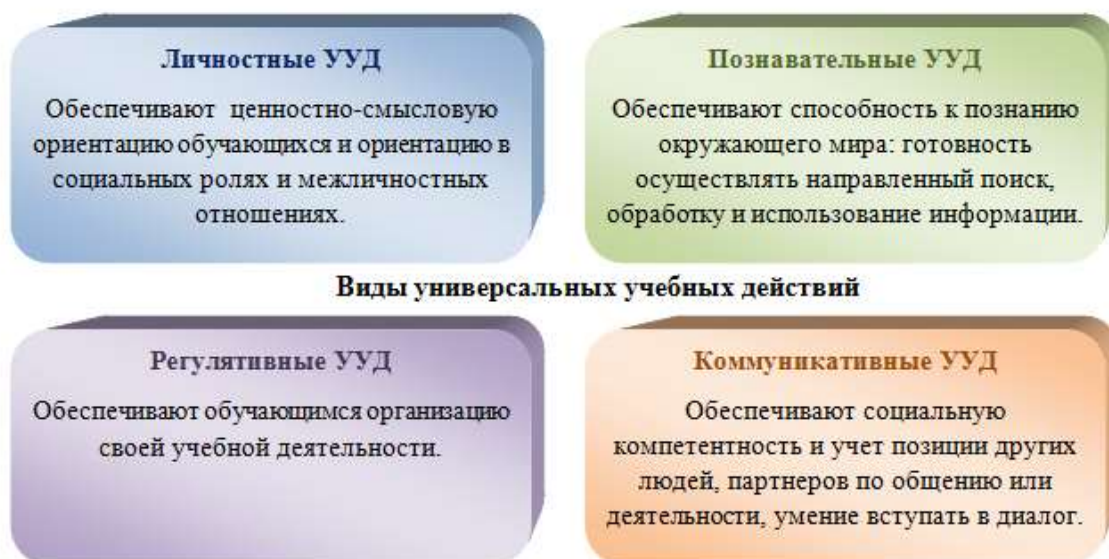 Личностные УУД
Обеспечивают ценностно-смысловую
ориентацию обучающихся и ориентацию в
социальных ролях и межличностных
отношениях.
Познавательные УУД
Обеспечивают способность к познанию
окружающего мира: готовность
осуществлять направленный поиск,
обработку и использование информации.
Виды универсальных учебных действий
Регулятивные УУД
Обеспечивают обучающимся организацию
своей учебной деятельности.
Коммуникативные УУД
Обеспечивают социальную
компетентность и учет позиции других
людей, партнеров по общению или
деятельности, умение вступать в диалог.